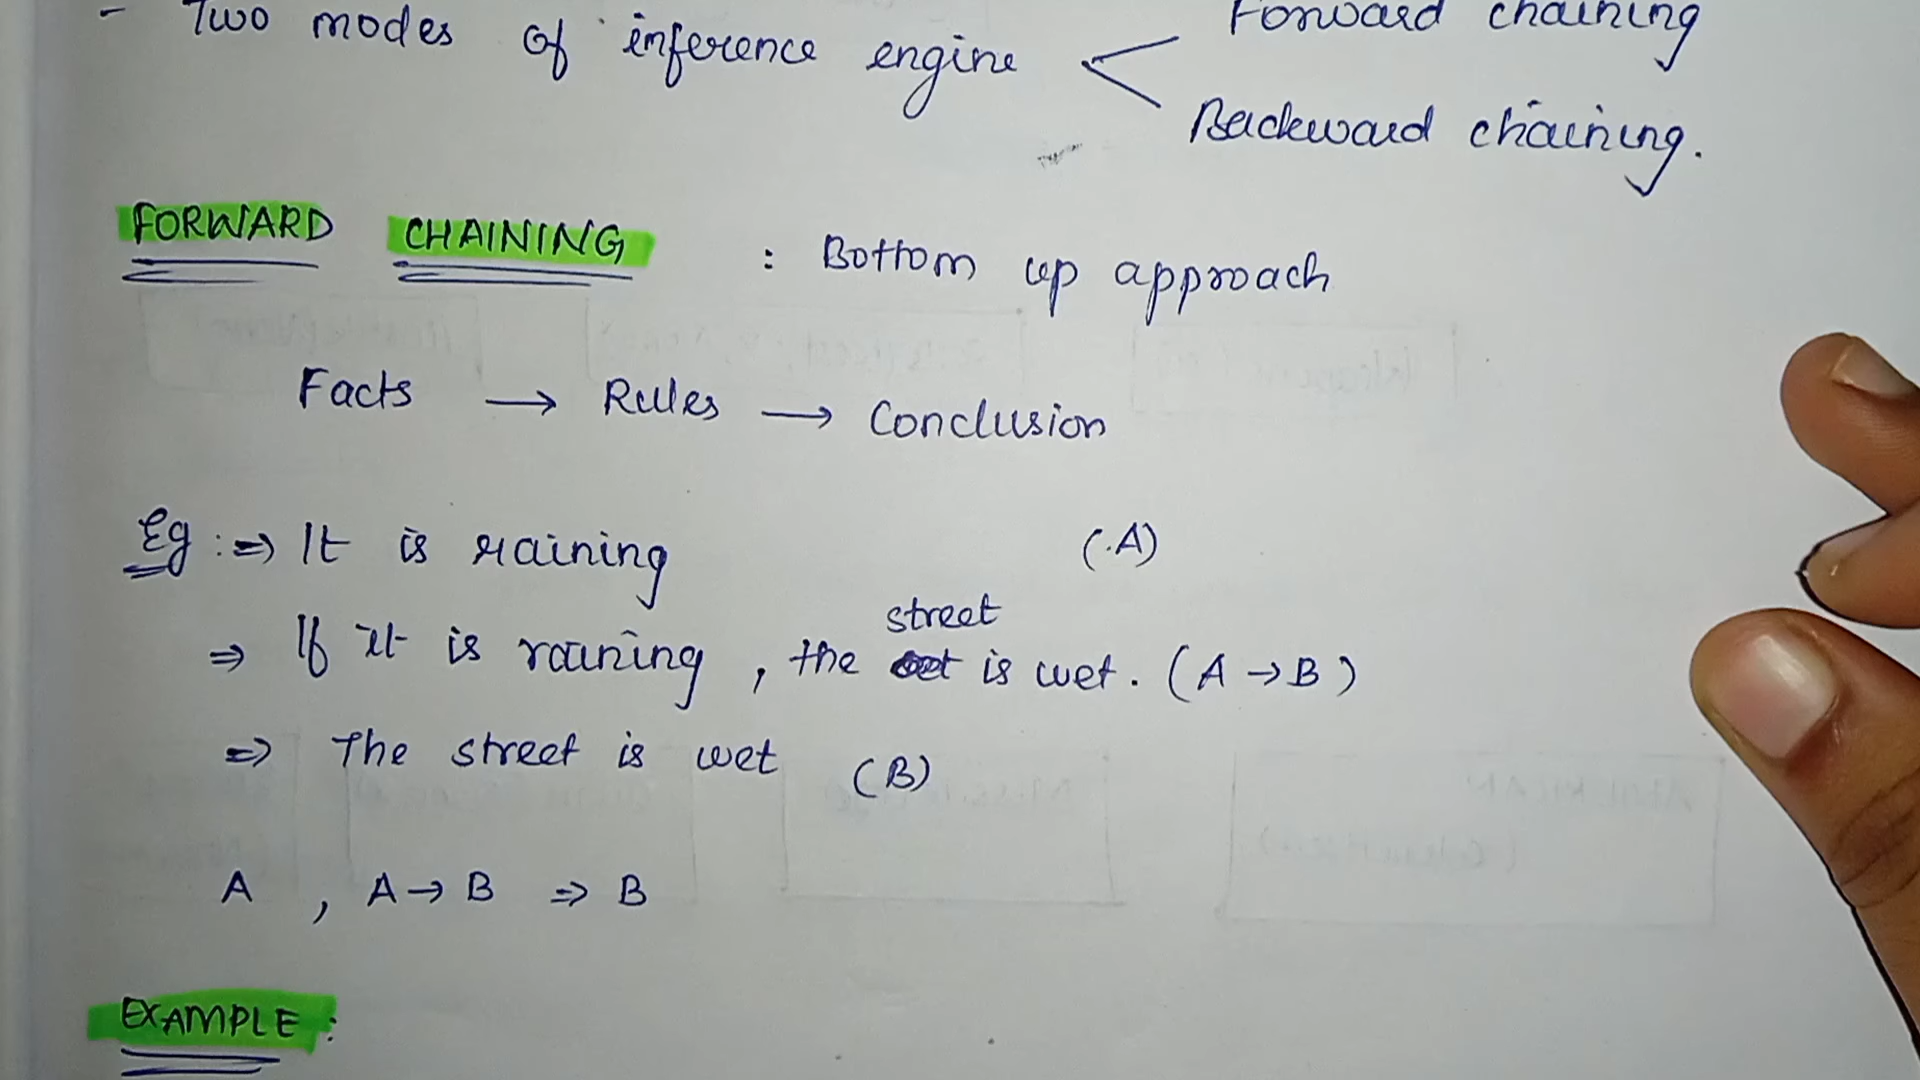 - Two modes of inference engine < Forward chaining
Backward chaining.
FORWARD CHAINING : Bottom up approach
Facts → Rules → Conclusion
Eg :⇒ It is raining (A)
street
⇒ If it is raining, the is wet. (A → B)
⇒ The street is wet (B)
A , A → B ⇒ B
EXAMPLE :